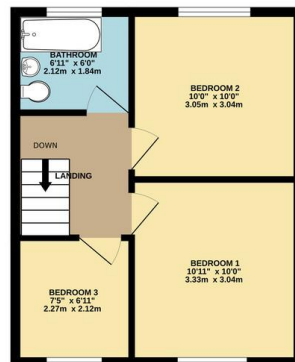 BATHROOM
6'11" x 6'0"
2.12m x 1.84m
BEDROOM 2
10'0" x 10'0"
3.05m x 3.04m
DOWN
LANDING
BEDROOM 1
10'11" x 10'0"
3.33m x 3.04m
BEDROOM 3
7'5" x 6'11"
2.27m x 2.12m